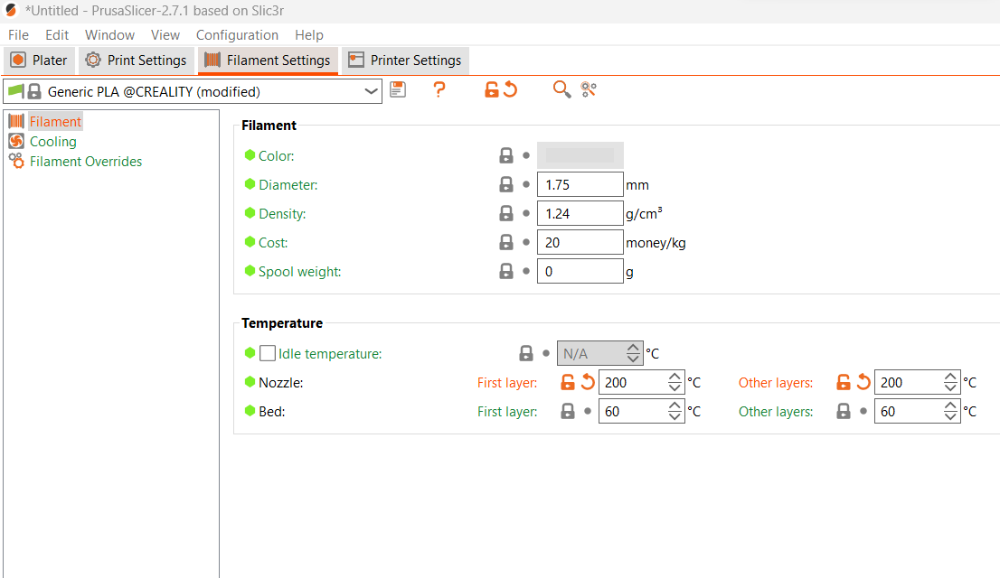 *Untitled - PrusaSlicer-2.7.1 based on Slic3r
File Edit Window View Configuration Help
Plater Print Settings Filament Settings Printer Settings
Generic PLA @CREALITY (modified) ?
Filament
Cooling
Filament Overrides
Filament
Color:
Diameter: 1.75 mm
Density: 1.24 g/cm³
Cost: 20 money/kg
Spool weight: 0 g
Temperature
Idle temperature: N/A °C
Nozzle: First layer: 200 °C Other layers: 200 °C
Bed: First layer: 60 °C Other layers: 60 °C